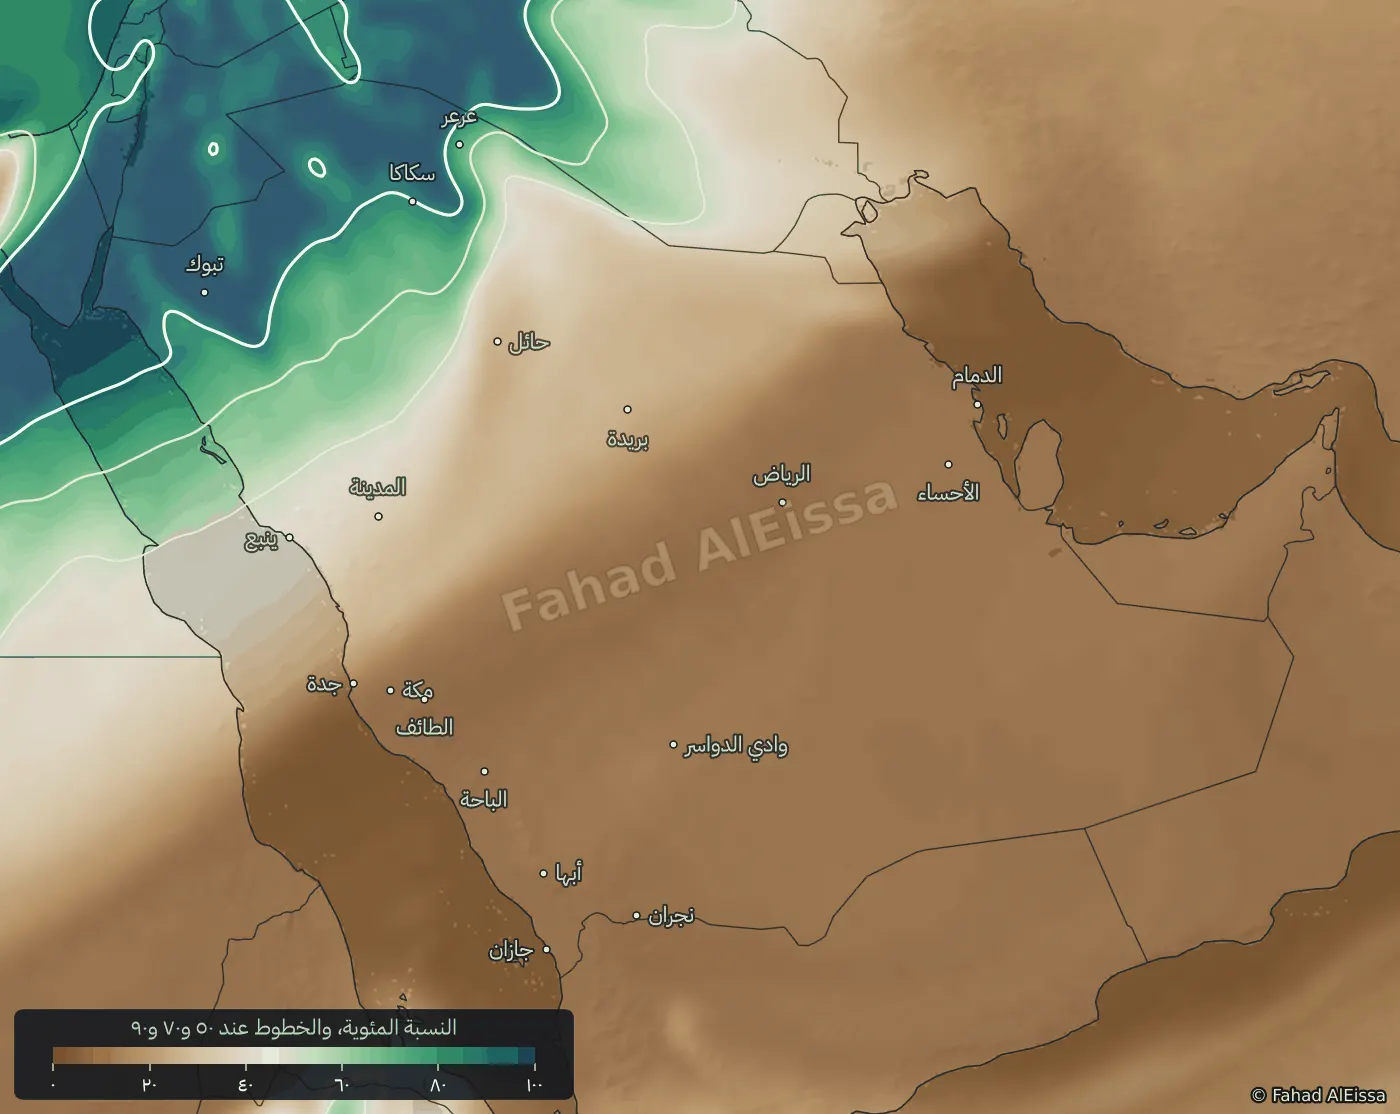 عرعر
سكاكا
تبوك
حائل
الدمام
بريدة
الرياض
المدينة
الأحساء
ينبع
Fahad AlEissa
جدة
مكة
الطائف
وادي الدواسر
الباحة
أبها
نجران
جازان
النسبة المئوية، والخطوط عند ٥٠ و٧٠ و٩٠
٠ ٢٠ ٤٠ ٦٠ ٨٠ ١٠٠
© Fahad AlEissa